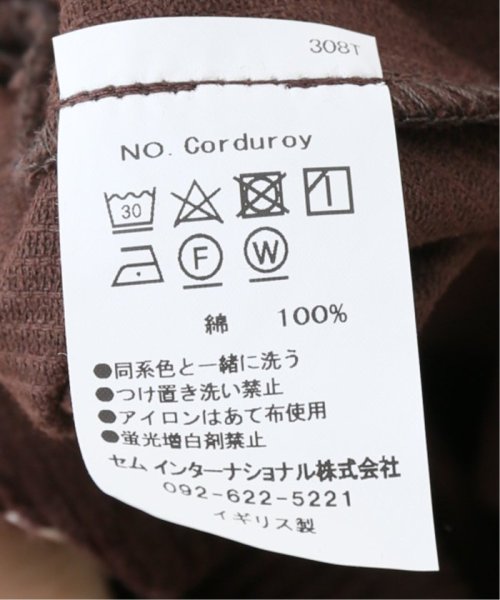 308T
NO. Corduroy
30
F W
綿 100%
●同系色と一緒に洗う
●つけ置き洗い禁止
●アイロンはあて布使用
●蛍光増白剤禁止
セム インターナショナル株式会社
092-622-5221
イギリス製